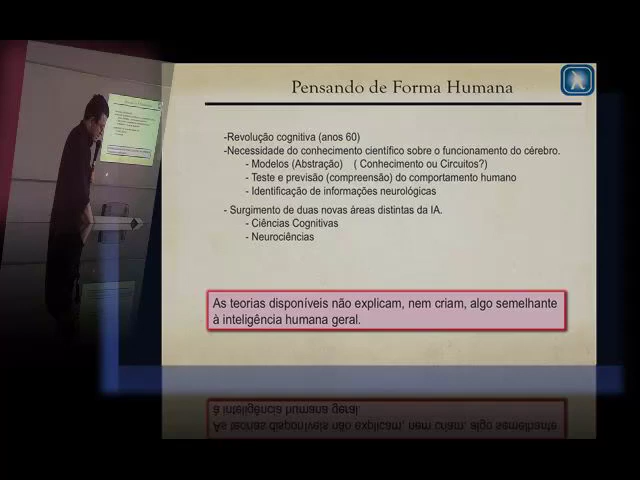 Pensando de Forma Humana
-Revolução cognitiva (anos 60)
-Necessidade do conhecimento científico sobre o funcionamento do cérebro.
- Modelos (Abstração) ( Conhecimento ou Circuitos?)
- Teste e previsão (compreensão) do comportamento humano
- Identificação de informações neurológicas
- Surgimento de duas novas áreas distintas da IA.
- Ciências Cognitivas
- Neurociências
As teorias disponíveis não explicam, nem criam, algo semelhante
à inteligência humana geral.